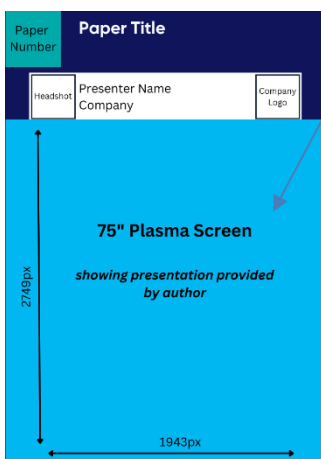 Paper
Number
Paper Title
Headshot
Presenter Name
Company
Company
Logo
75" Plasma Screen
showing presentation provided
by author
2749px
1943px